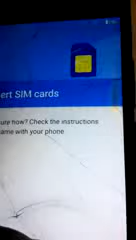 ert SIM cards
ure how? Check the instructions
ame with your phone